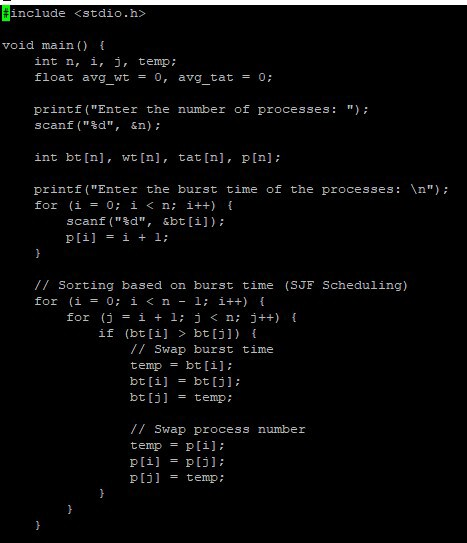 #include <stdio.h>

void main() {
    int n, i, j, temp;
    float avg_wt = 0, avg_tat = 0;

    printf("Enter the number of processes: ");
    scanf("%d", &n);

    int bt[n], wt[n], tat[n], p[n];

    printf("Enter the burst time of the processes: \n");
    for (i = 0; i < n; i++) {
        scanf("%d", &bt[i]);
        p[i] = i + 1;
    }

    // Sorting based on burst time (SJF Scheduling)
    for (i = 0; i < n - 1; i++) {
        for (j = i + 1; j < n; j++) {
            if (bt[i] > bt[j]) {
                // Swap burst time
                temp = bt[i];
                bt[i] = bt[j];
                bt[j] = temp;

                // Swap process number
                temp = p[i];
                p[i] = p[j];
                p[j] = temp;
            }
        }
    }